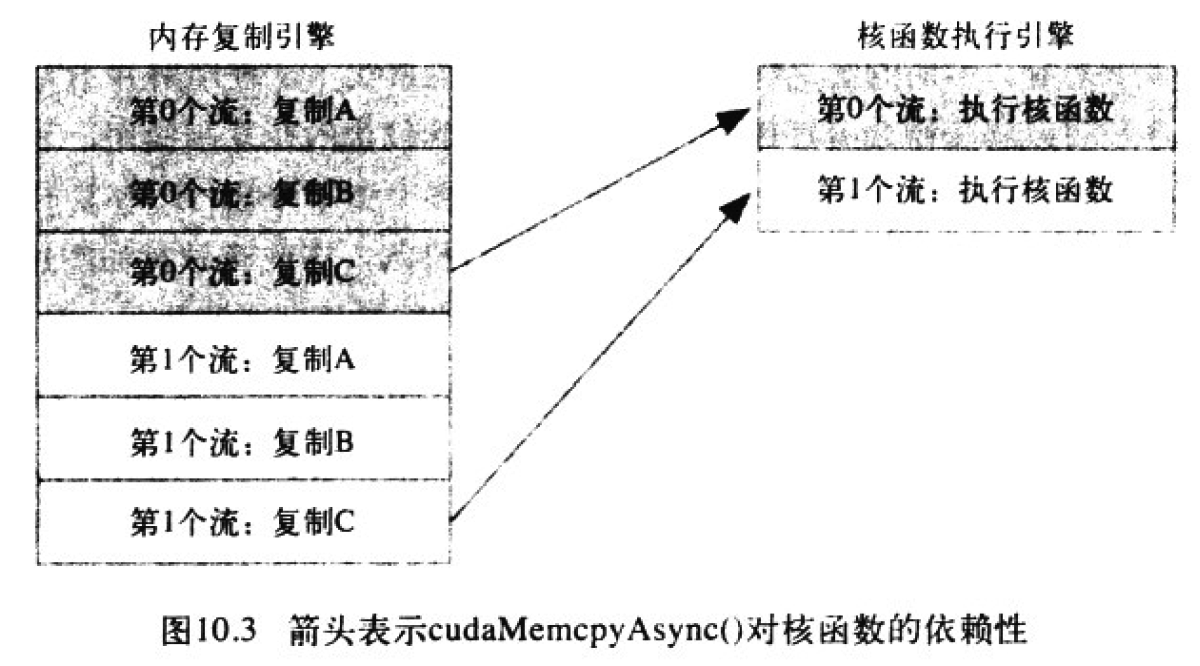 内存复制引擎
核函数执行引擎
第0个流：复制A
第0个流：复制B
第0个流：复制C
第1个流：复制A
第1个流：复制B
第1个流：复制C
第0个流：执行核函数
第1个流：执行核函数
图10.3 箭头表示cudaMemcpyAsync()对核函数的依赖性